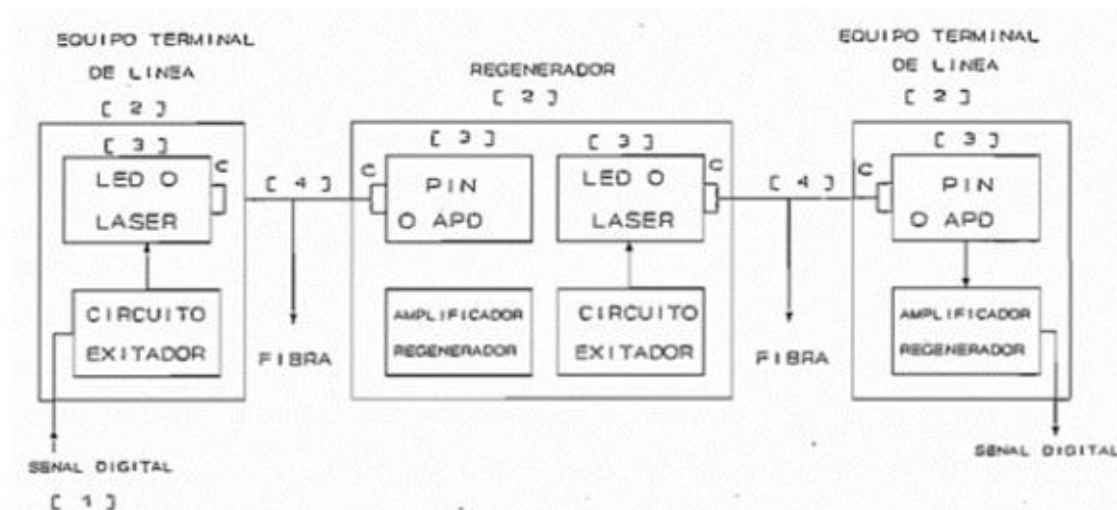 EQUIPO TERMINAL
DE LINEA
[ 2 ]
REGENERADOR
[ 2 ]
EQUIPO TERMINAL
DE LINEA
[ 2 ]
[ 3 ]
LED O
LASER
C
[ 4 ]
C
[ 3 ]
PIN
O APD
[ 3 ]
LED O
LASER
C
[ 4 ]
C
[ 3 ]
PIN
O APD
CIRCUITO
EXITADOR
FIBRA
AMPLIFICADOR
REGENERADOR
CIRCUITO
EXITADOR
FIBRA
AMPLIFICADOR
REGENERADOR
SENAL DIGITAL
[ 1 ]
SENAL DIGITAL